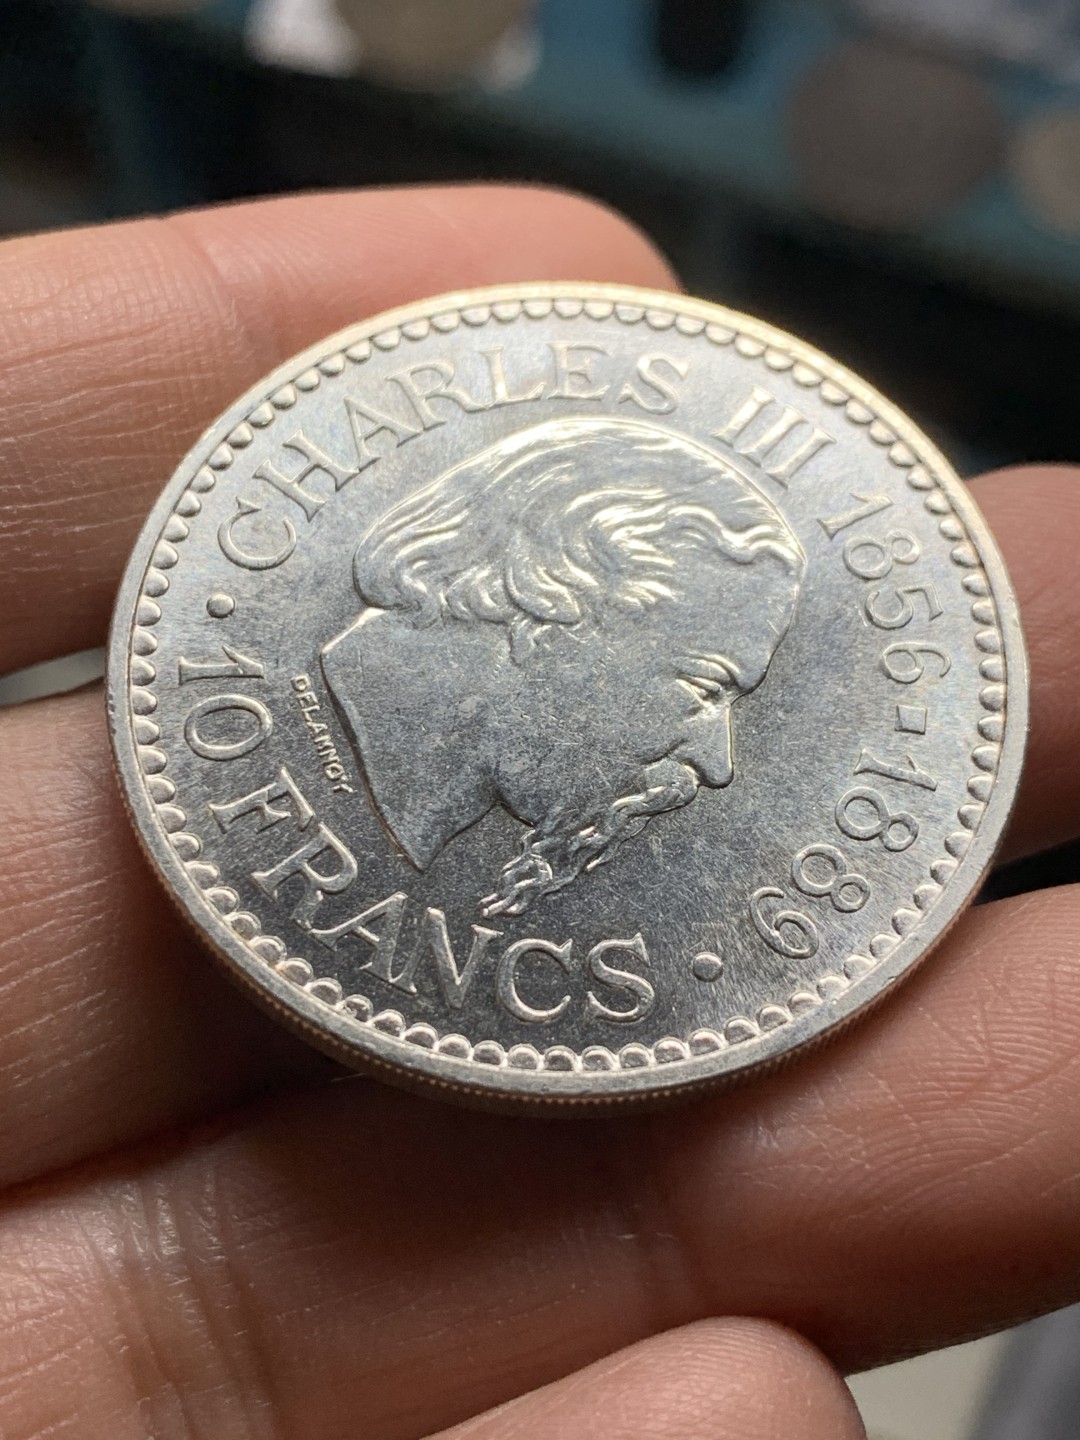 CHARLES III 1856-1889
· 10 FRANCS ·
DELANNOY